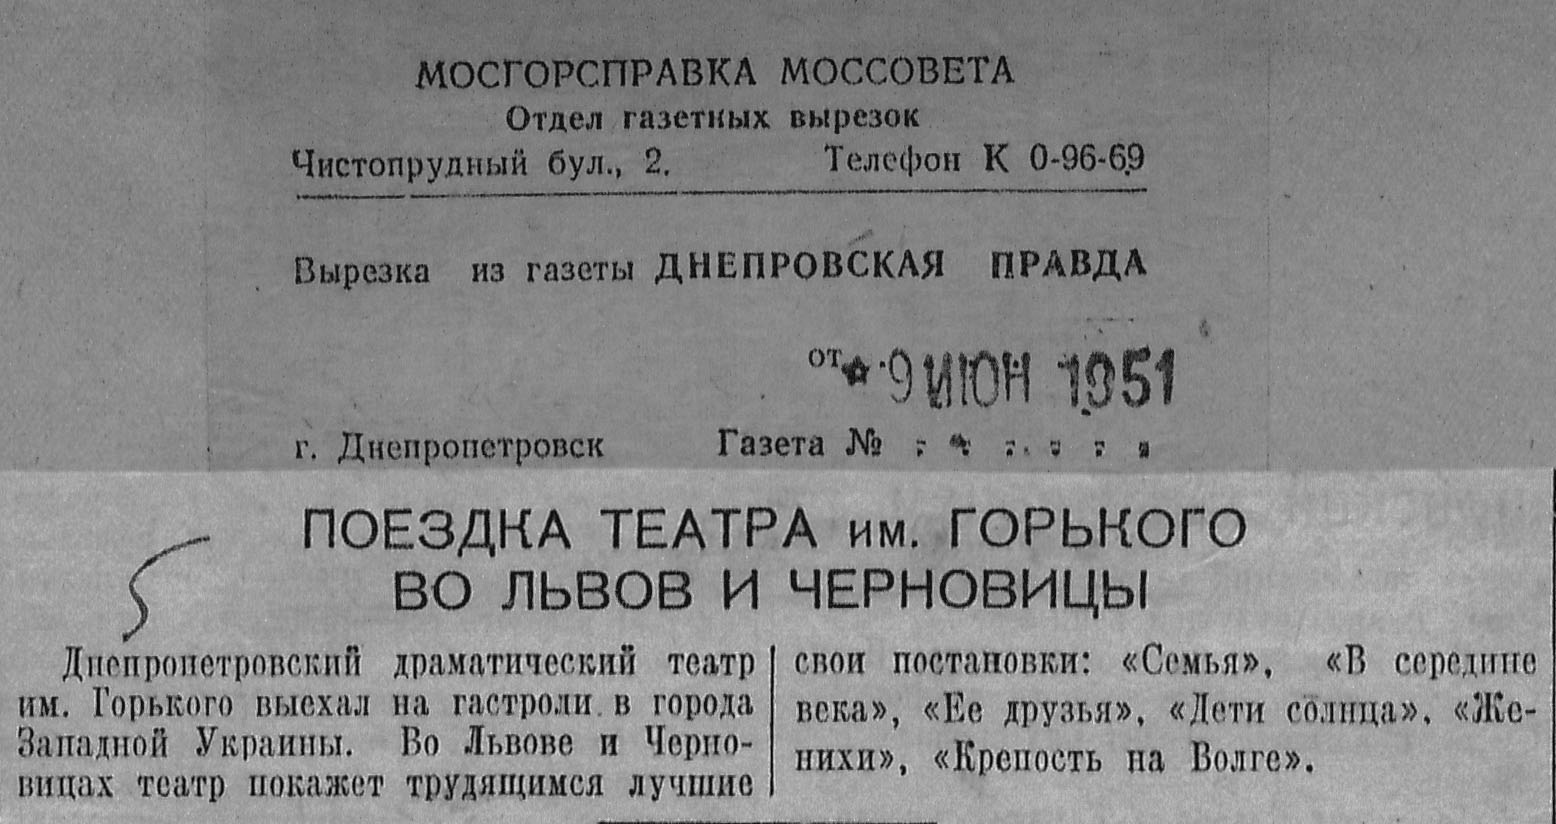 МОСГОРСПРАВКА МОССОВЕТА
Отдел газетных вырезок
Чистопрудный бул., 2. Телефон К 0-96-69
Вырезка из газеты ДНЕПРОВСКАЯ ПРАВДА
от 9 ИЮН 1951
г. Днепропетровск Газета №
ПОЕЗДКА ТЕАТРА им. ГОРЬКОГО
ВО ЛЬВОВ И ЧЕРНОВИЦЫ
5
Днепропетровский драматический театр
им. Горького выехал на гастроли в города
Западной Украины. Во Львове и Черно-
вицах театр покажет трудящимся лучшие
свои постановки: «Семья», «В середине
века», «Ее друзья», «Дети солнца», «Же-
нихи», «Крепость на Волге».